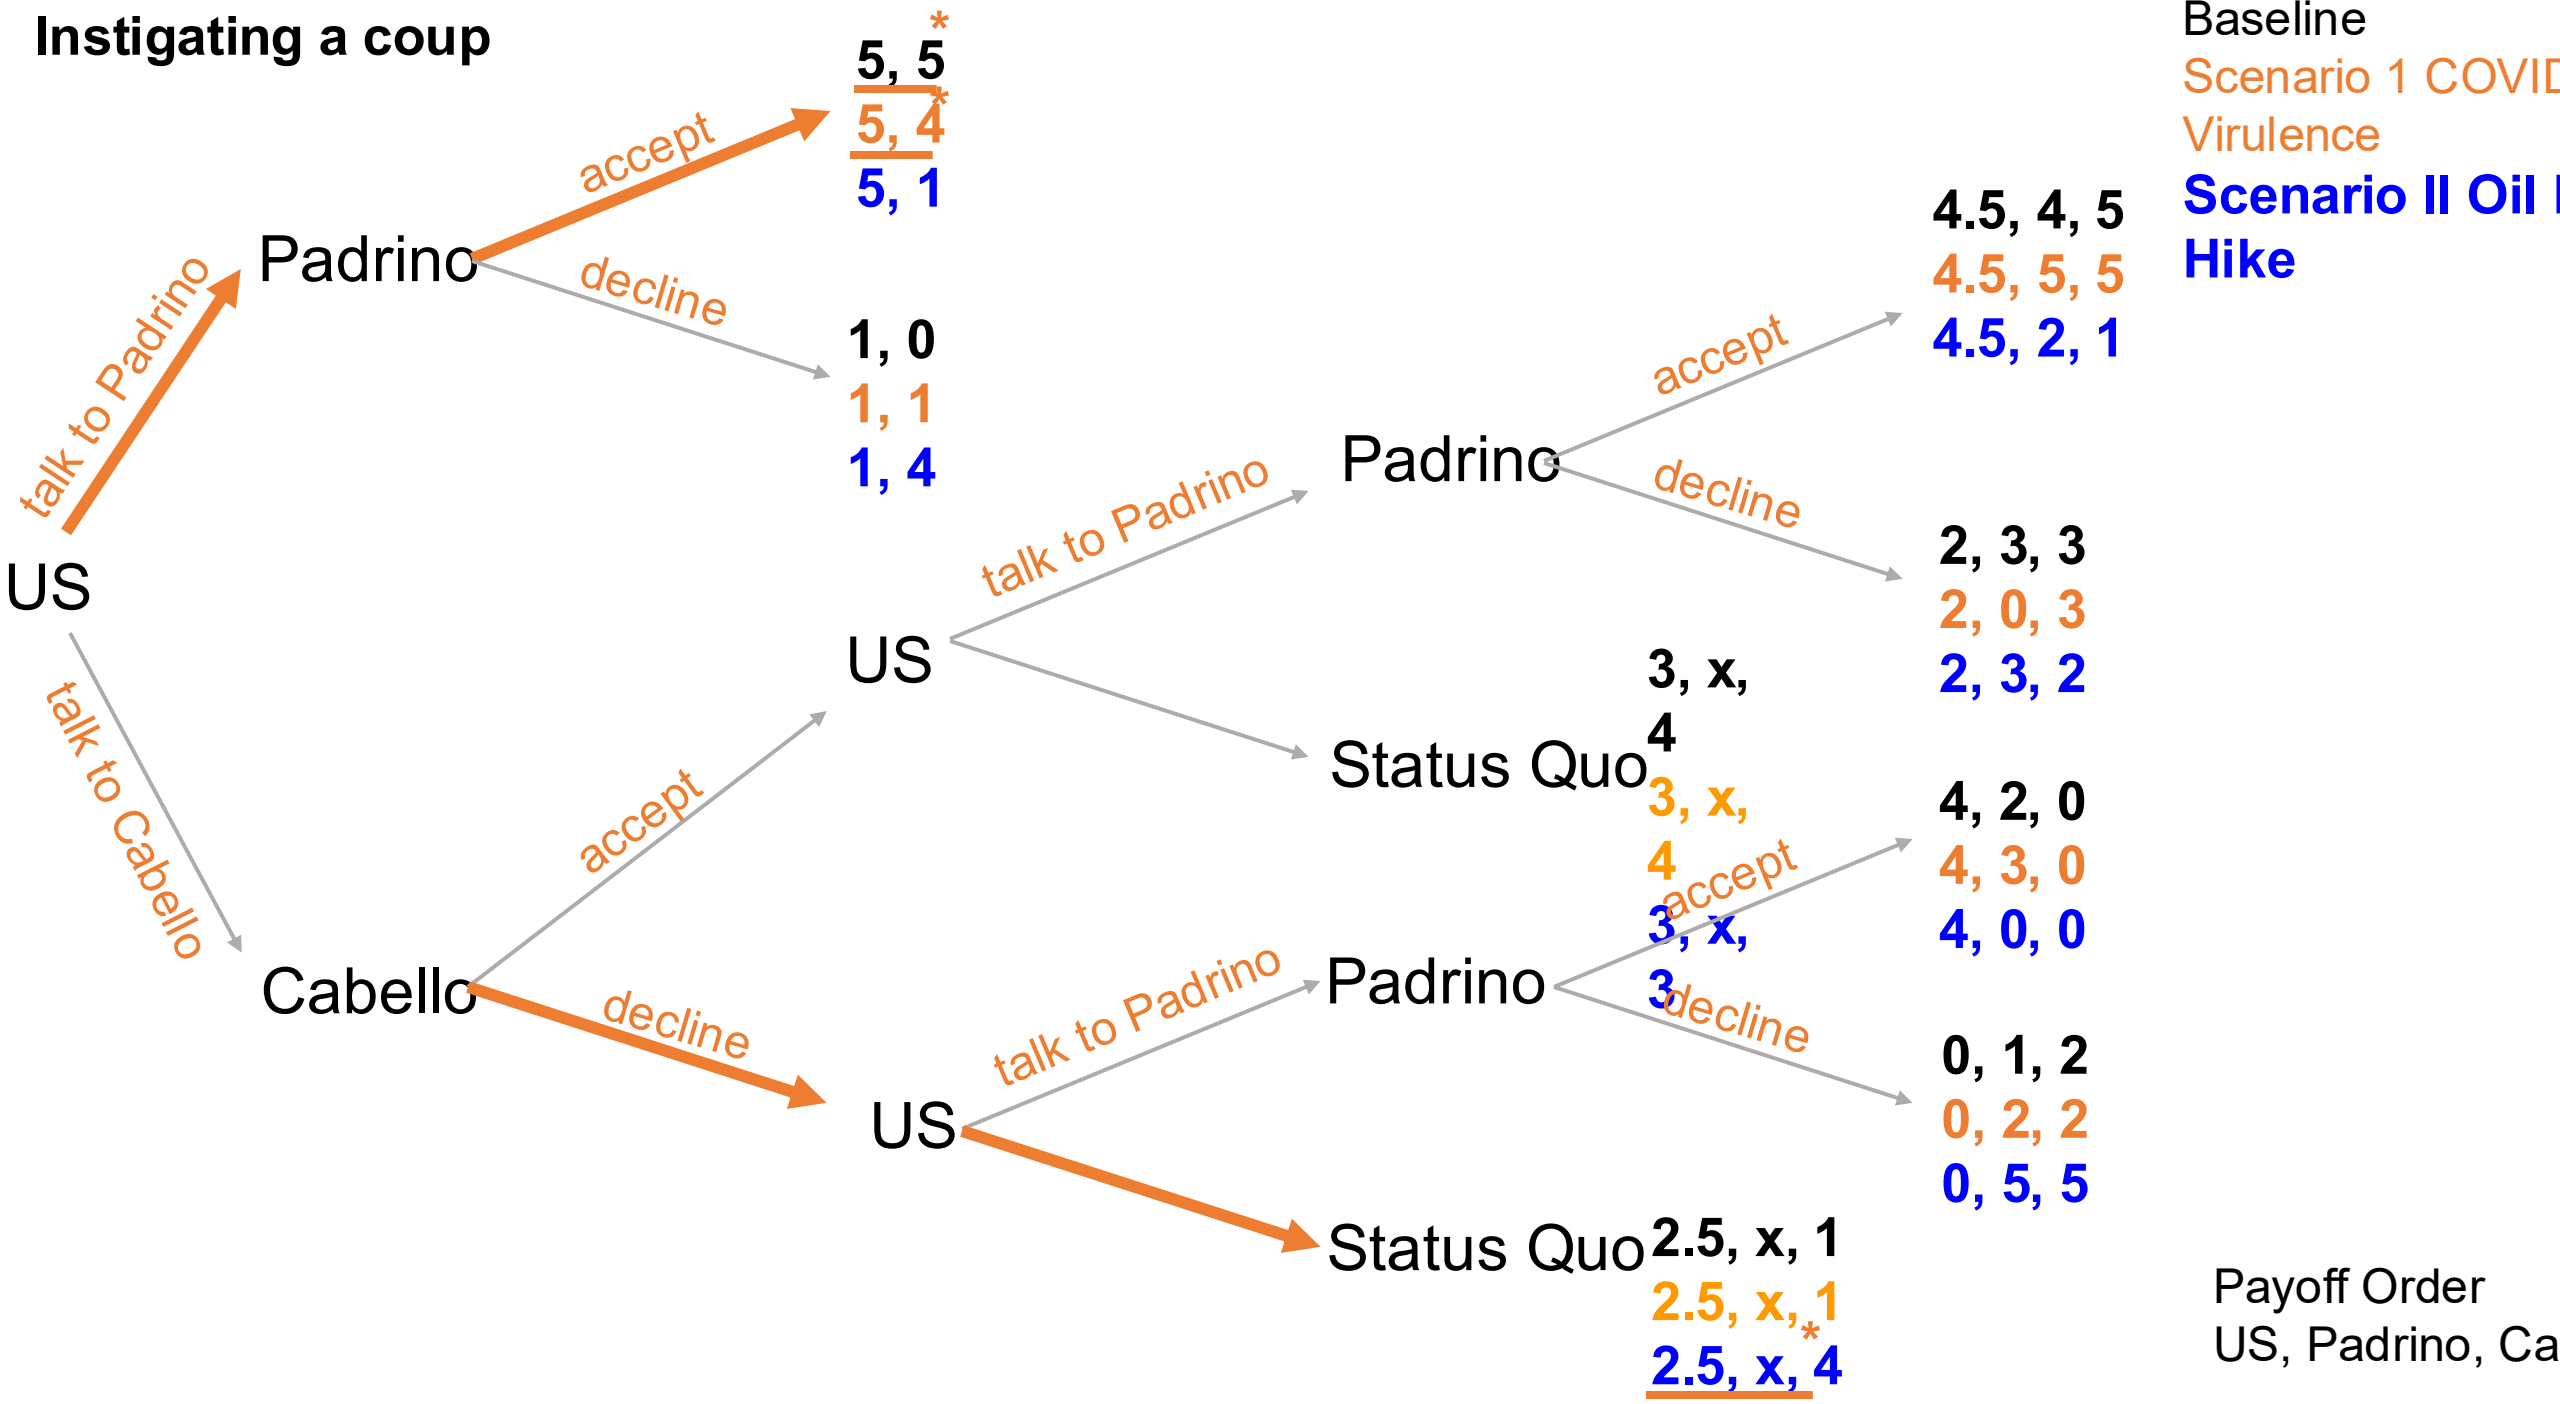 Instigating a coup
Baseline
Scenario 1 COVID
Virulence
Scenario II Oil
Hike
5, 5*
5, 4*
5, 1
accept
Padrino
decline
talk to Padrino
1, 0
1, 1
1, 4
4.5, 4, 5
4.5, 5, 5
4.5, 2, 1
accept
Padrino
decline
talk to Padrino
2, 3, 3
2, 0, 3
2, 3, 2
US
US
3, x,
4
3, x,
4
3, x,
3
Status Quo
talk to Cabello
accept
Cabello
decline
4, 2, 0
4, 3, 0
4, 0, 0
accept
Padrino
decline
talk to Padrino
0, 1, 2
0, 2, 2
0, 5, 5
US
Status Quo
2.5, x, 1
2.5, x, 1
2.5, x, 4*
Payoff Order
US, Padrino, Ca